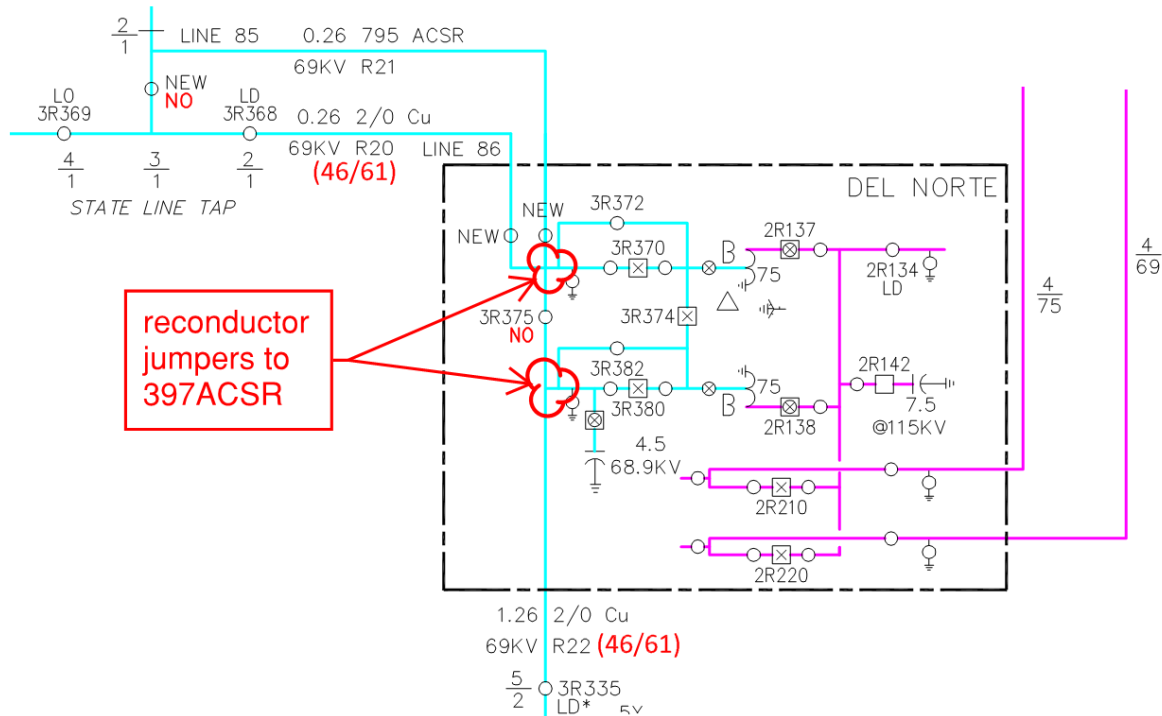 2
1
LINE 85 0.26 795 ACSR
69KV R21
NEW
NO
LO
3R369
LD
3R368
0.26 2/0 Cu
69KV R20
LINE 86
(46/61)
4
1
3
1
2
1
STATE LINE TAP
DEL NORTE
NEW
NEW
3R372
3R370
B
75
2R137
2R134
LD
4
75
4
69
reconductor
jumpers to
397ACSR
3R375
NO
3R374
3R382
3R380
75
B
2R138
2R142
7.5
@115KV
4.5
68.9KV
2R210
2R220
1.26 2/0 Cu
69KV R22 (46/61)
5
2
3R335
LD*